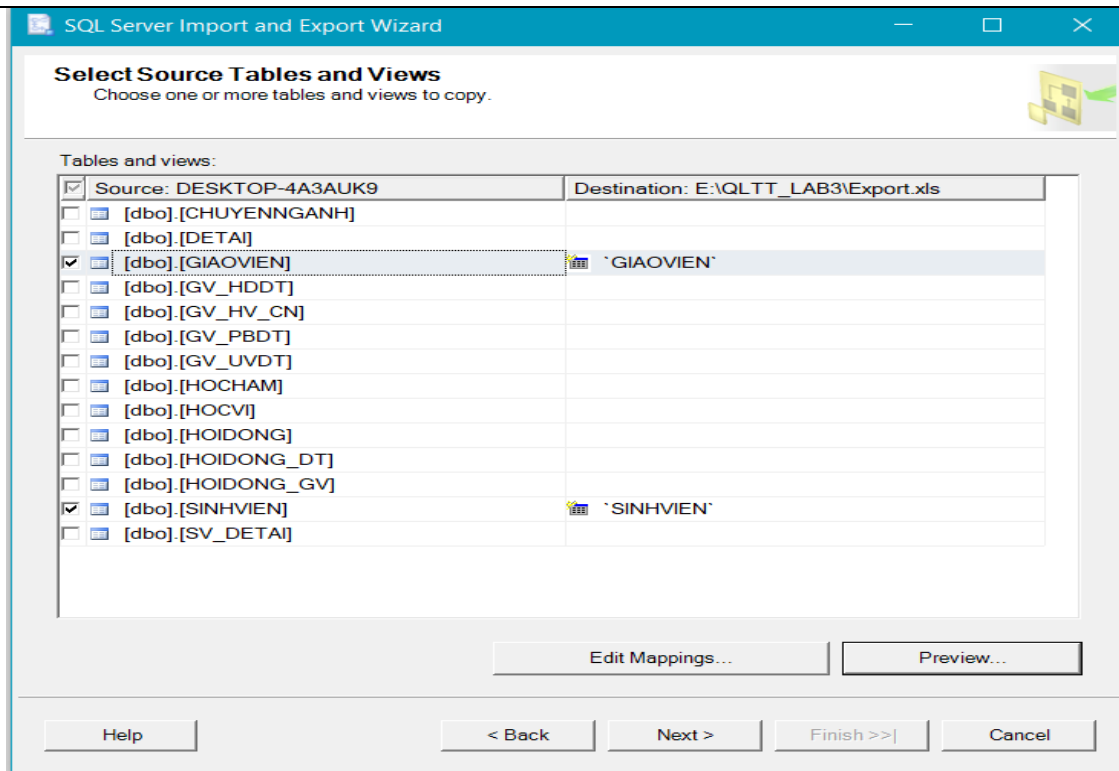 SQL Server Import and Export Wizard
Select Source Tables and Views
Choose one or more tables and views to copy.
Tables and views:
Source: DESKTOP-4A3AUK9 Destination: E:\QLTT_LAB3\Export.xls
[dbo].[CHUYENNGANH]
[dbo].[DETAI]
[dbo].[GIAOVIEN] `GIAOVIEN`
[dbo].[GV_HDDT]
[dbo].[GV_HV_CN]
[dbo].[GV_PBDT]
[dbo].[GV_UVDT]
[dbo].[HOCHAM]
[dbo].[HOCVI]
[dbo].[HOIDONG]
[dbo].[HOIDONG_DT]
[dbo].[HOIDONG_GV]
[dbo].[SINHVIEN] `SINHVIEN`
[dbo].[SV_DETAI]
Edit Mappings... Preview...
Help < Back Next > Finish >>| Cancel